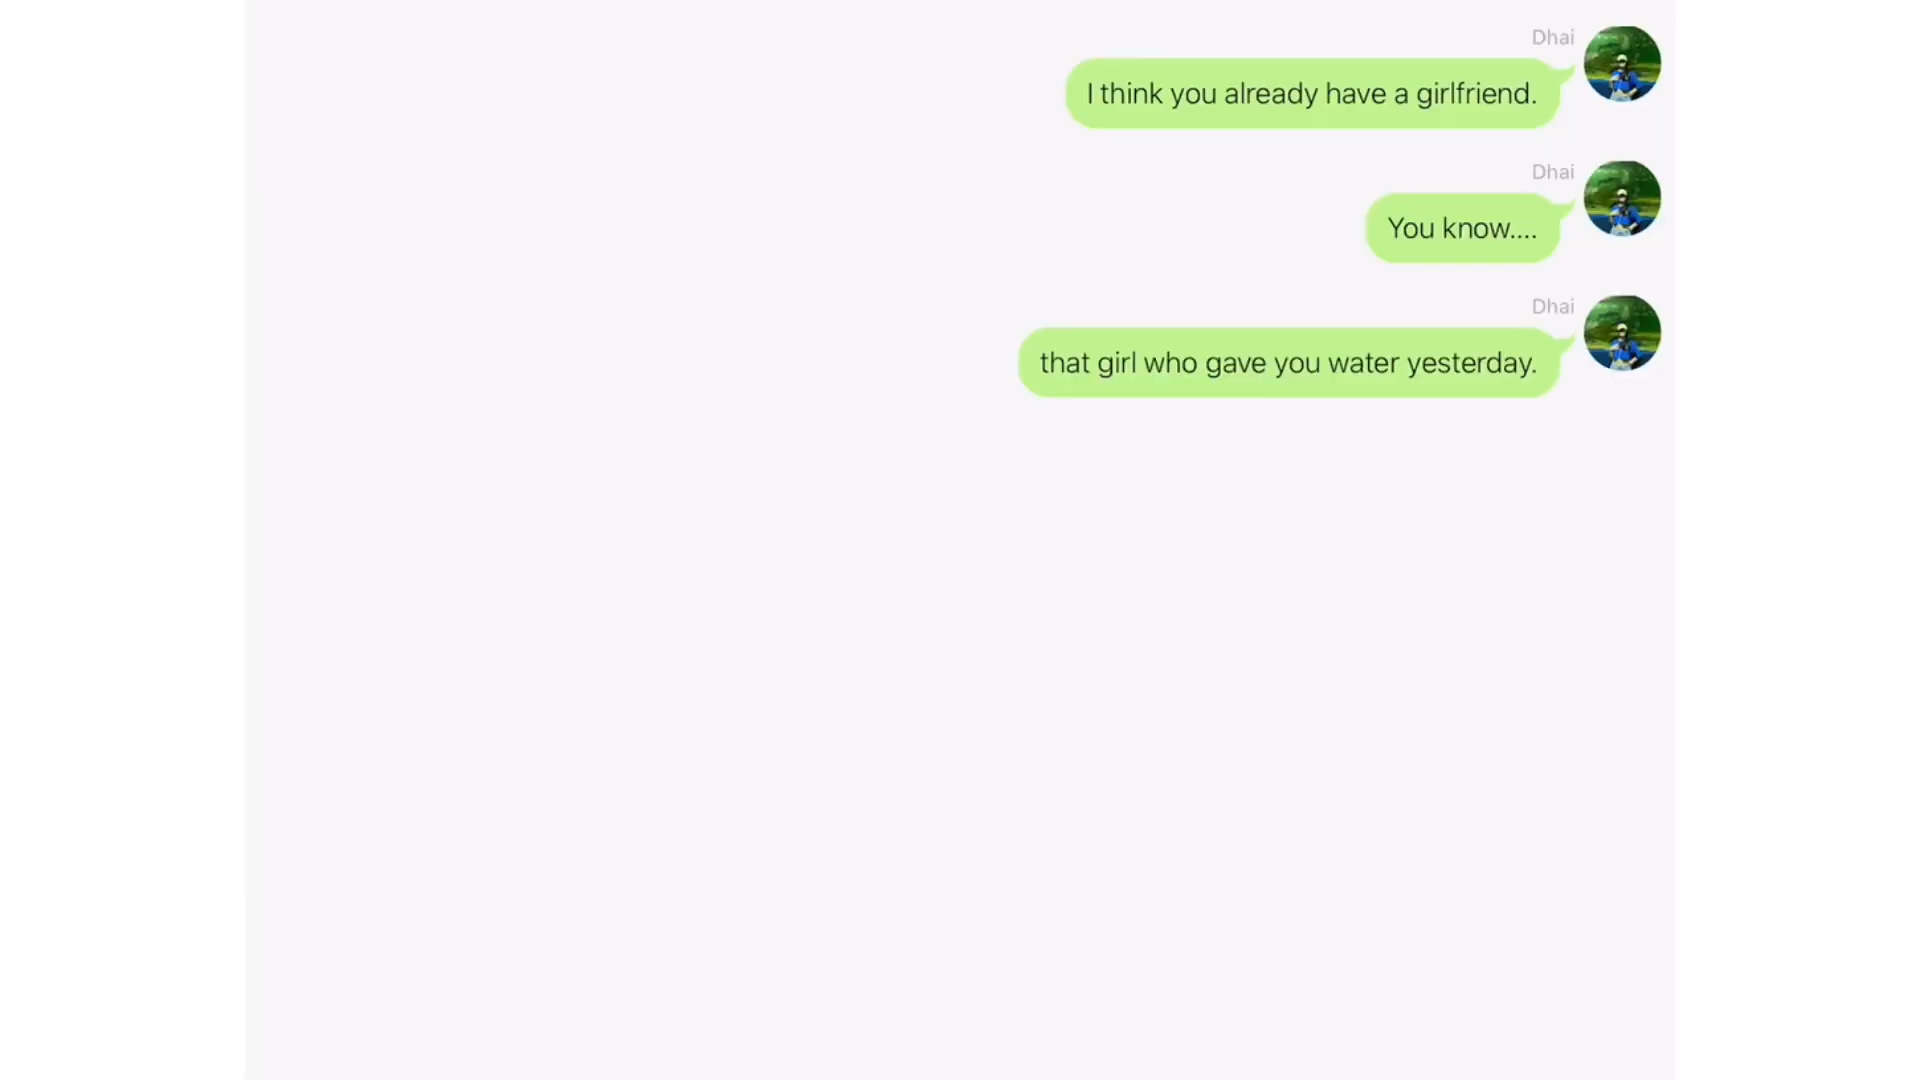 Dhai
I think you already have a girlfriend.
Dhai
You know....
Dhai
that girl who gave you water yesterday.